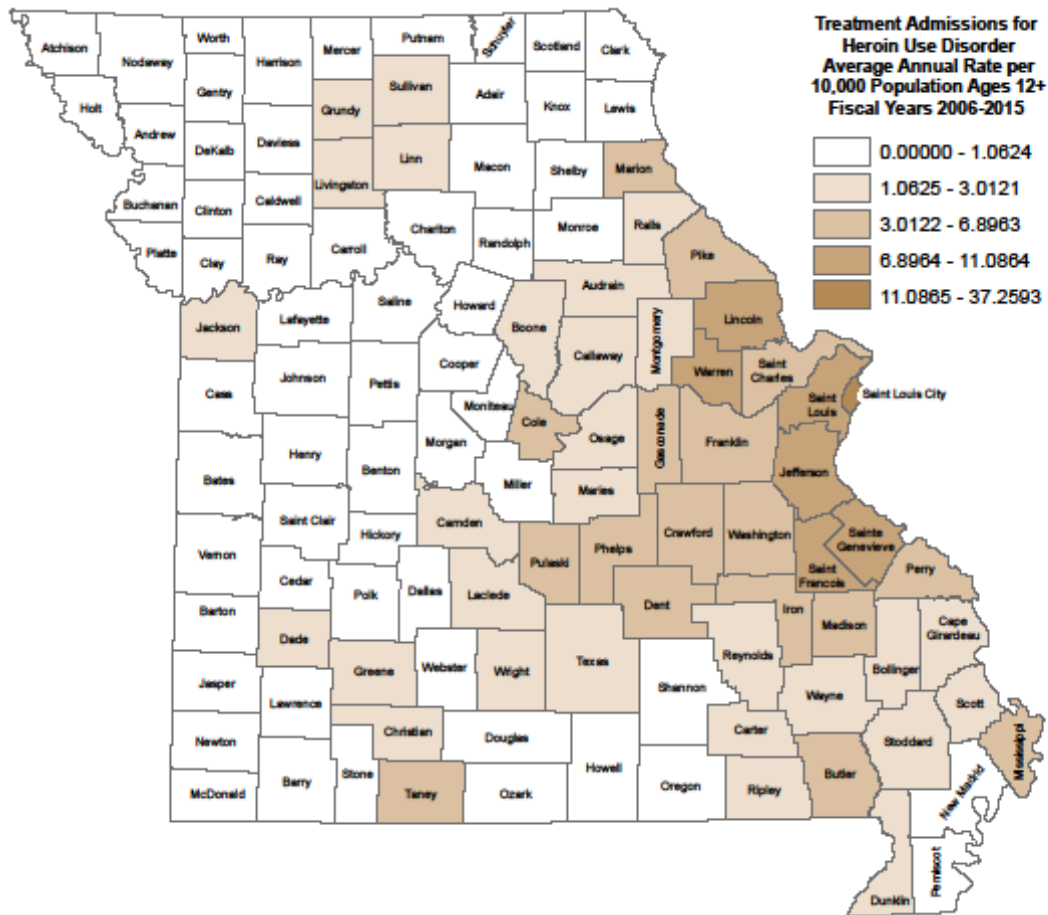 Treatment Admissions for
Heroin Use Disorder
Average Annual Rate per
10,000 Population Ages 12+
Fiscal Years 2006-2015
0.00000 - 1.0624
1.0625 - 3.0121
3.0122 - 6.8963
6.8964 - 11.0864
11.0865 - 37.2593
Atchison
Nodaway
Worth
Harrison
Mercer
Putnam
Schuyler
Scotland
Clark
Holt
Gentry
Grundy
Sullivan
Adair
Knox
Lewis
Andrew
DeKalb
Daviess
Livingston
Linn
Macon
Shelby
Marion
Buchanan
Clinton
Caldwell
Chariton
Randolph
Monroe
Ralls
Platte
Clay
Ray
Carroll
Pike
Jackson
Lafayette
Saline
Howard
Boone
Audrain
Callaway
Montgomery
Lincoln
Warren
Saint
Charles
Saint
Louis
Saint Louis City
Cass
Johnson
Pettis
Cooper
Moniteau
Cole
Osage
Gasconade
Franklin
Jefferson
Bates
Henry
Benton
Morgan
Miller
Maries
Vernon
Saint Clair
Hickory
Camden
Pulaski
Phelps
Crawford
Washington
Saint
Francois
Sainte
Genevieve
Perry
Barton
Cedar
Polk
Dallas
Laclede
Dent
Iron
Madison
Cape
Girardeau
Bollinger
Dade
Greene
Webster
Wright
Texas
Reynolds
Jasper
Lawrence
Shannon
Wayne
Scott
Mississippi
Newton
Christian
Douglas
Howell
Carter
Stoddard
McDonald
Barry
Stone
Taney
Ozark
Oregon
Ripley
Butler
New Madrid
Pemiscot
Dunklin